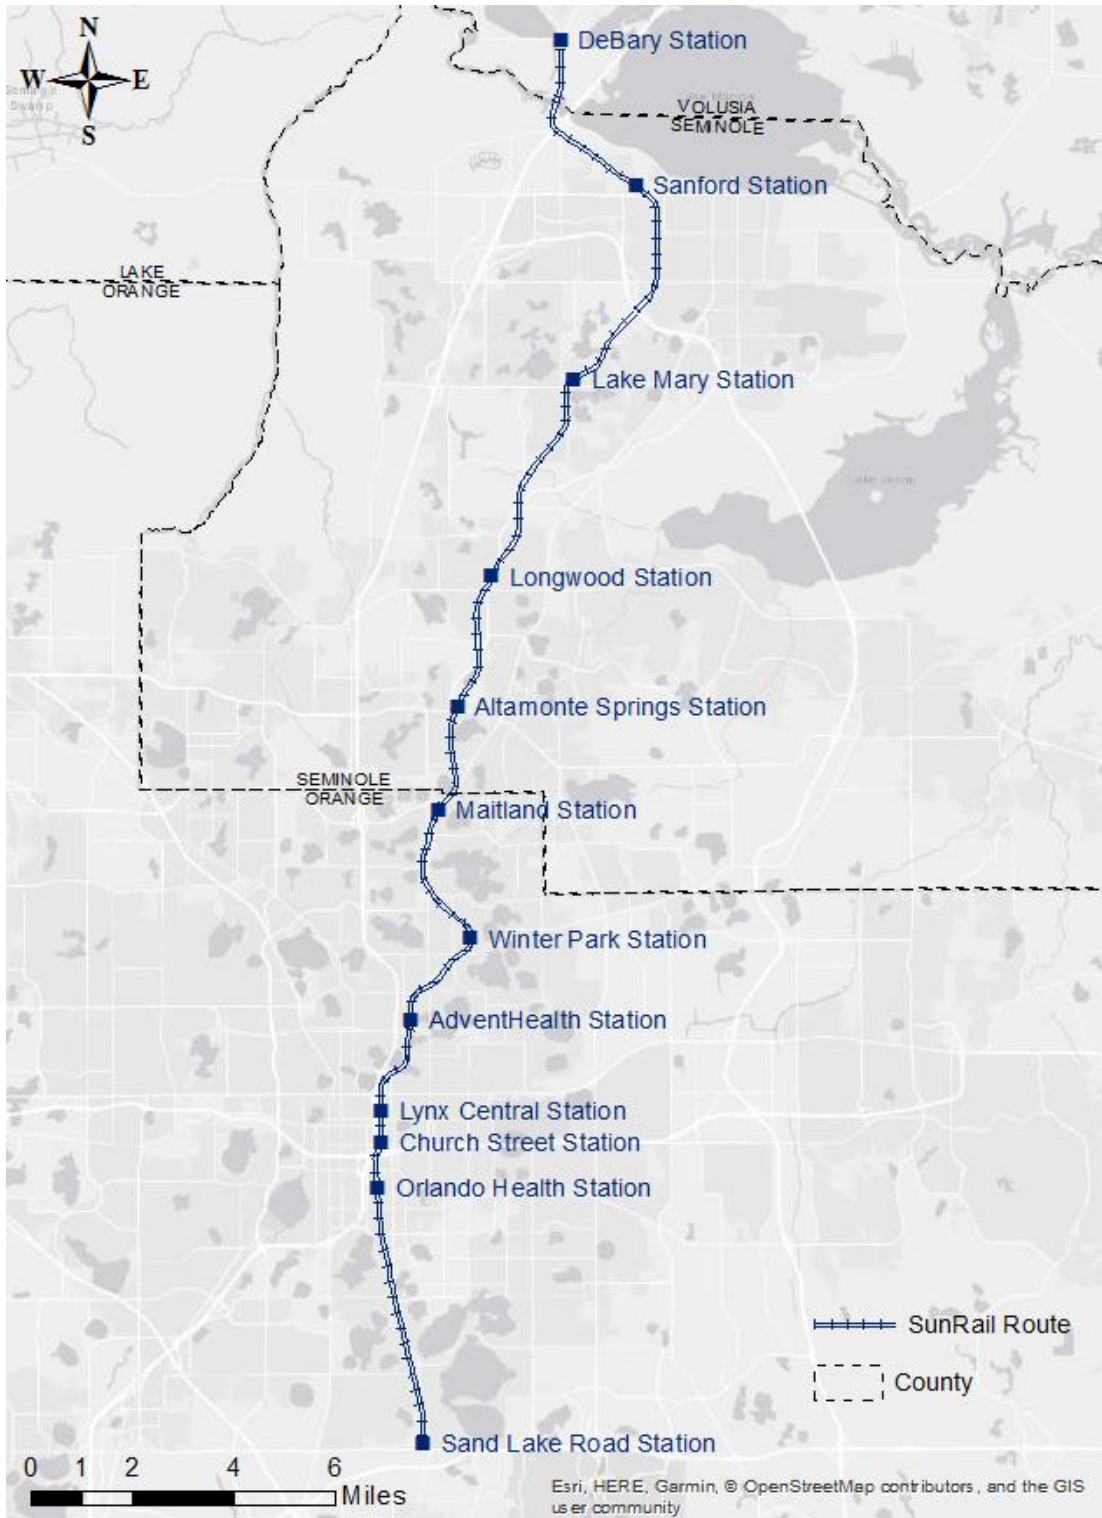 N
W E
S
DeBary Station
VOLUSIA
SEMINOLE
Sanford Station
LAKE
ORANGE
Lake Mary Station
Longwood Station
Altamonte Springs Station
SEMINOLE
ORANGE
Maitland Station
Winter Park Station
AdventHealth Station
Lynx Central Station
Church Street Station
Orlando Health Station
SunRail Route
County
Sand Lake Road Station
0 1 2 4 6
Miles
Esri, HERE, Garmin, © OpenStreetMap contributors, and the GIS
user community